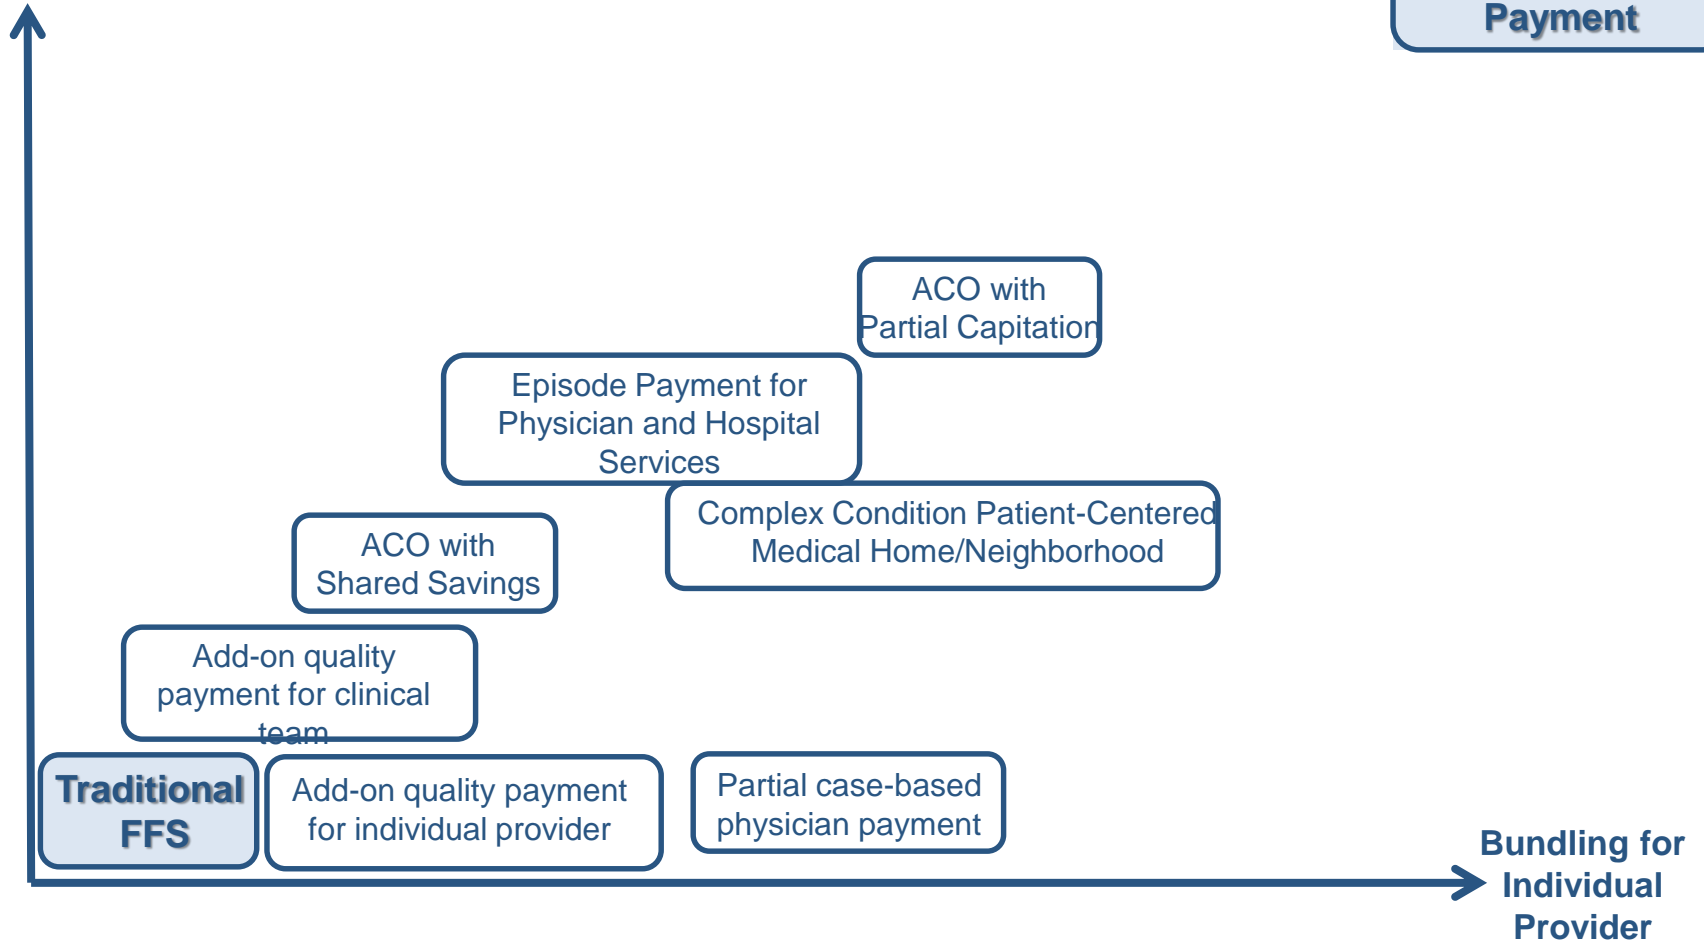 Payment
ACO with
Partial Capitation
Episode Payment for
Physician and Hospital
Services
Complex Condition Patient-Centered
Medical Home/Neighborhood
ACO with
Shared Savings
Add-on quality
payment for clinical
team
Traditional
FFS
Add-on quality payment
for individual provider
Partial case-based
physician payment
Bundling for
Individual
Provider